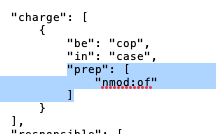 "charge": [
{
"be": "cop",
"in": "case",
"prep": [
"nmod:of"
]
}
],
"responsible": [